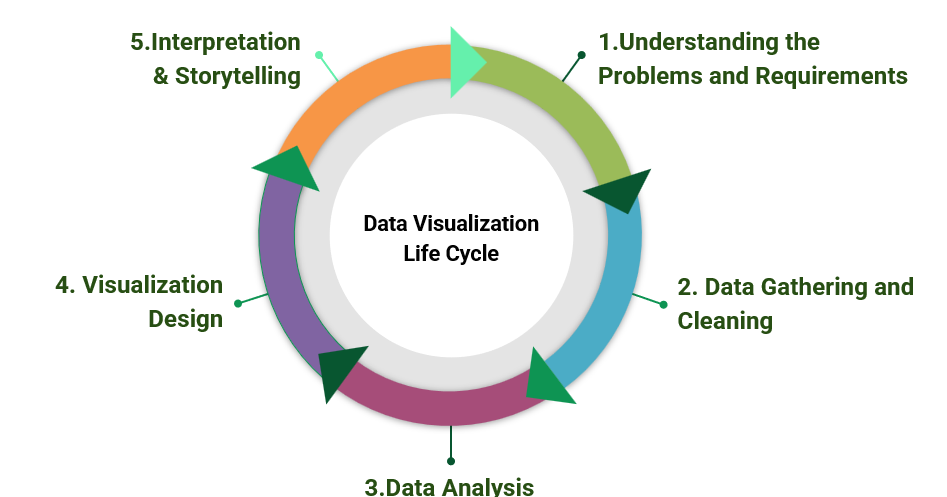 Data Visualization
Life Cycle
1.Understanding the
Problems and Requirements
2. Data Gathering and
Cleaning
3.Data Analysis
4. Visualization
Design
5.Interpretation
& Storytelling